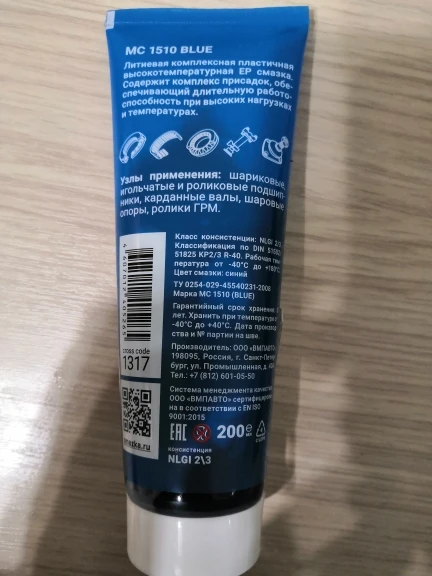 МС 1510 BLUE
Литиевая комплексная пластичная
высокотемпературная EP смазка.
Содержит комплекс присадок, обе-
спечивающий длительную работо-
способность при высоких нагрузках
и температурах.
Узлы применения: шариковые,
игольчатые и роликовые подшип-
ники, карданные валы, шаровые
опоры, ролики ГРМ.
Класс консистенции: NLGI 2/3
Классификация по DIN
51825 KP2/3 R-40. Рабочая тем-
пература от -40°С до +180°С
Цвет смазки: синий
ТУ 0254-029-45540231-2008
Марка МС 1510 (BLUE)
Гарантийный срок хранения:
лет. Хранить при температуре
-40°С до +40°С. Дата производ-
ства и № партии на шве.
Производитель: ООО «ВМПАВТО»
198095, Россия, г. Санкт-Петер-
бург, ул. Промышленная, д.
Тел.: +7 (812) 601-05-50
Система менеджмента качества
ООО «ВМПАВТО» сертифицирова-
на в соответствии с EN ISO
9001:2015
cross code
1317
EAC
200
консистенция
NLGI 2\3